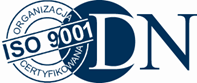 ORGANIZACJA
ISO 9001
CERTYFIKOWANA
DN